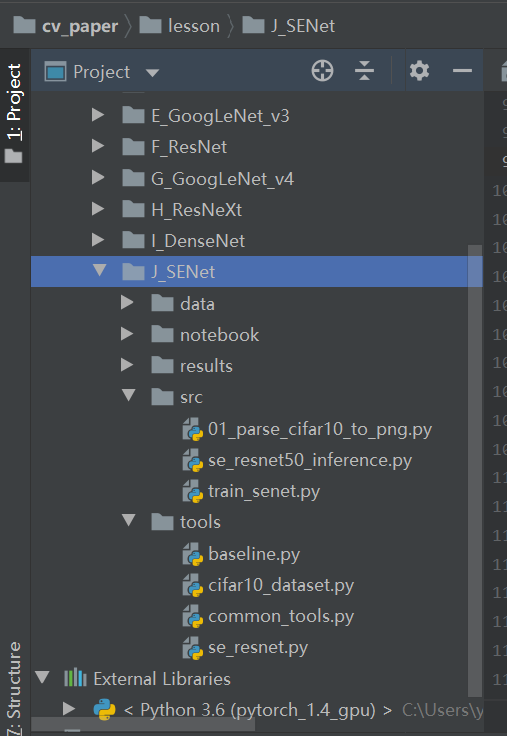 cv_paper lesson J_SENet
1: Project
Project
E_GoogLeNet_v3
F_ResNet
G_GoogLeNet_v4
H_ResNeXt
I_DenseNet
J_SENet
data
notebook
results
src
01_parse_cifar10_to_png.py
se_resnet50_inference.py
train_senet.py
tools
baseline.py
cifar10_dataset.py
common_tools.py
se_resnet.py
7: Structure
External Libraries
< Python 3.6 (pytorch_1.4_gpu) > C:\Users\y